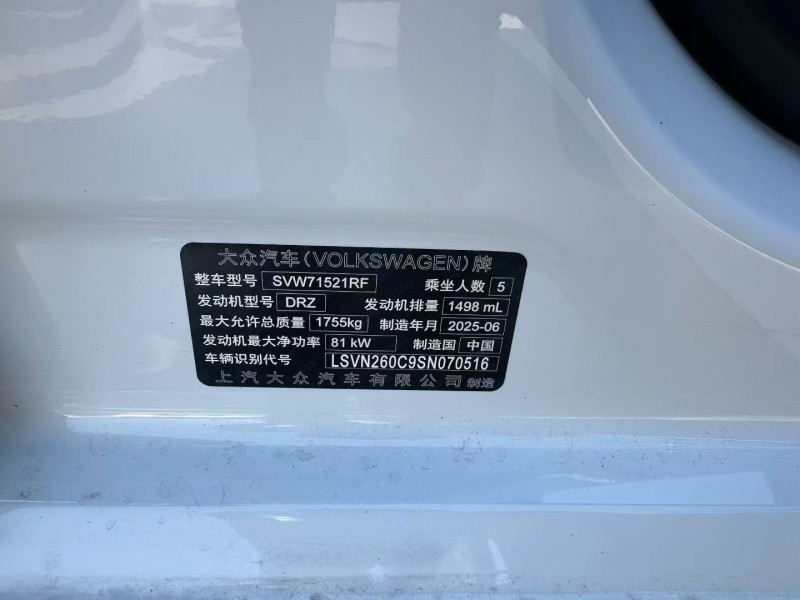 大众汽车(VOLKSWAGEN)牌
整车型号 SVW71521RF 乘坐人数 5
发动机型号 DRZ 发动机排量 1498 mL
最大允许总质量 1755kg 制造年月 2025-06
发动机最大净功率 81 kW 制造国 中国
车辆识别代号 LSVN260C9SN070516
上汽大众汽车有限公司 制造